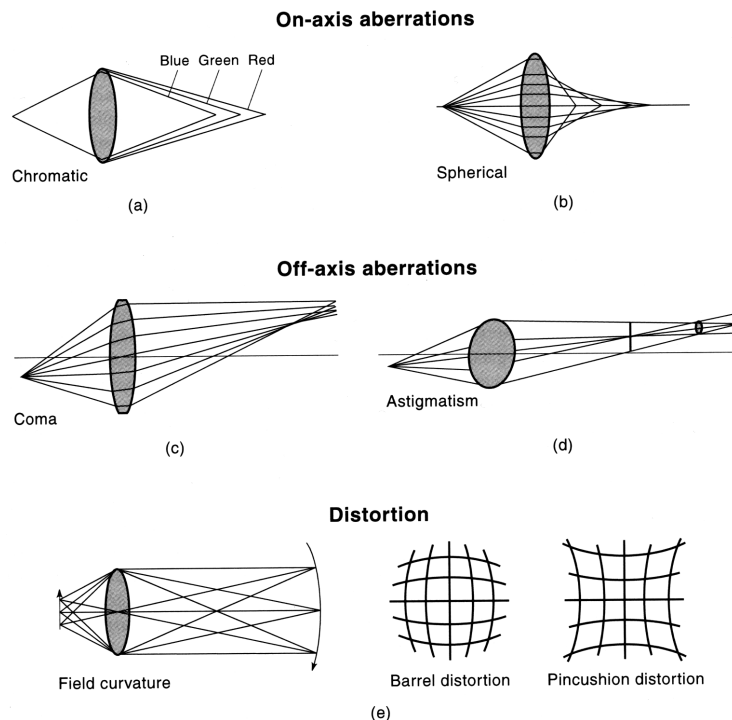 On-axis aberrations
Blue Green Red
Chromatic
(a)
Spherical
(b)
Off-axis aberrations
Coma
(c)
Astigmatism
(d)
Distortion
Field curvature
Barrel distortion
Pincushion distortion
(e)